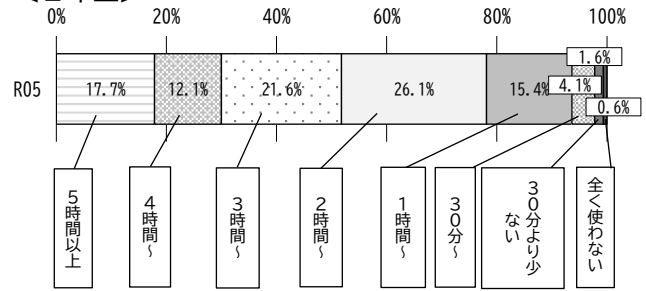 0%
20%
40%
60%
80%
100%
R05
17.7%
12.1%
21.6%
26.1%
15.4%
4.1%
1.6%
0.6%
5時間以上
4時間~
3時間~
2時間~
1時間~
30分~
30分より少
ない
全く使わない